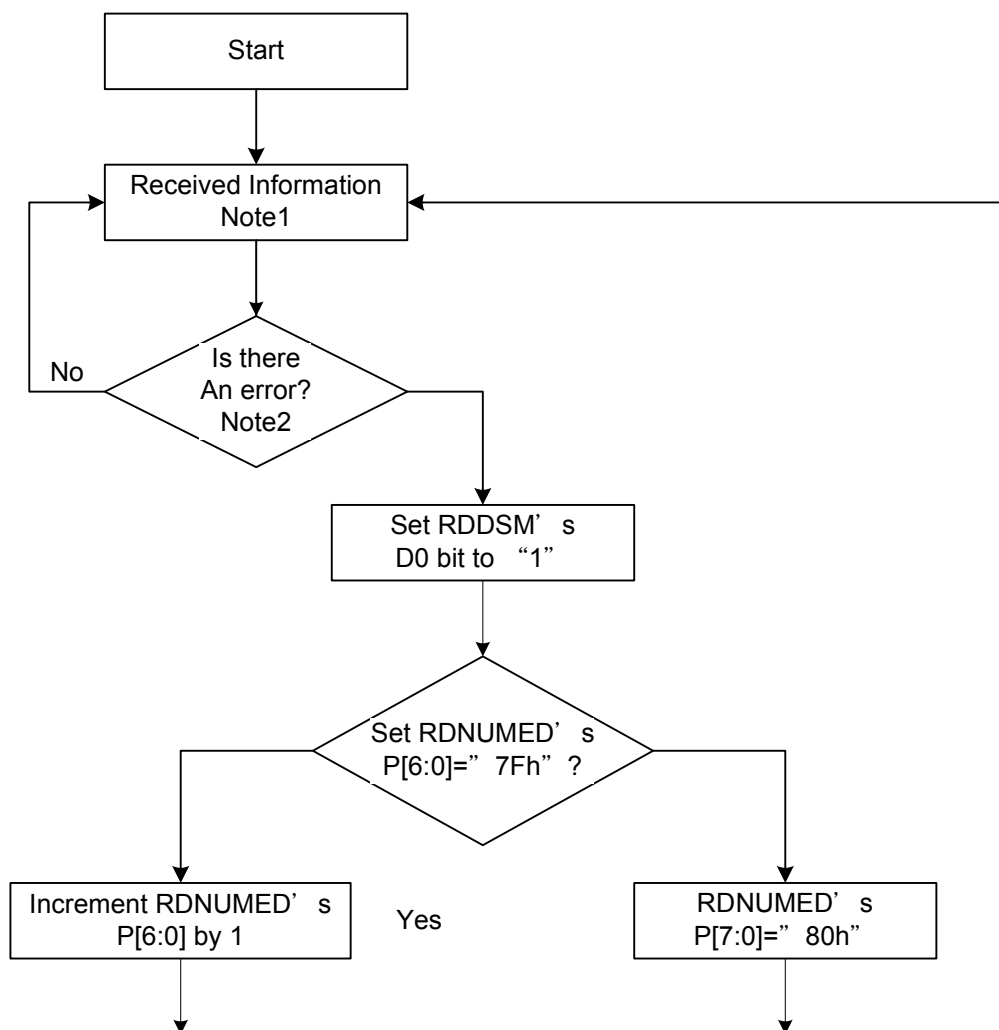 Start
Received Information
Note1
Is there
An error?
Note2
No
Set RDDSM’ s
D0 bit to “1”
Set RDNUMED’ s
P[6:0]=” 7Fh” ?
Increment RDNUMED’ s
P[6:0] by 1
Yes
RDNUMED’ s
P[7:0]=” 80h”